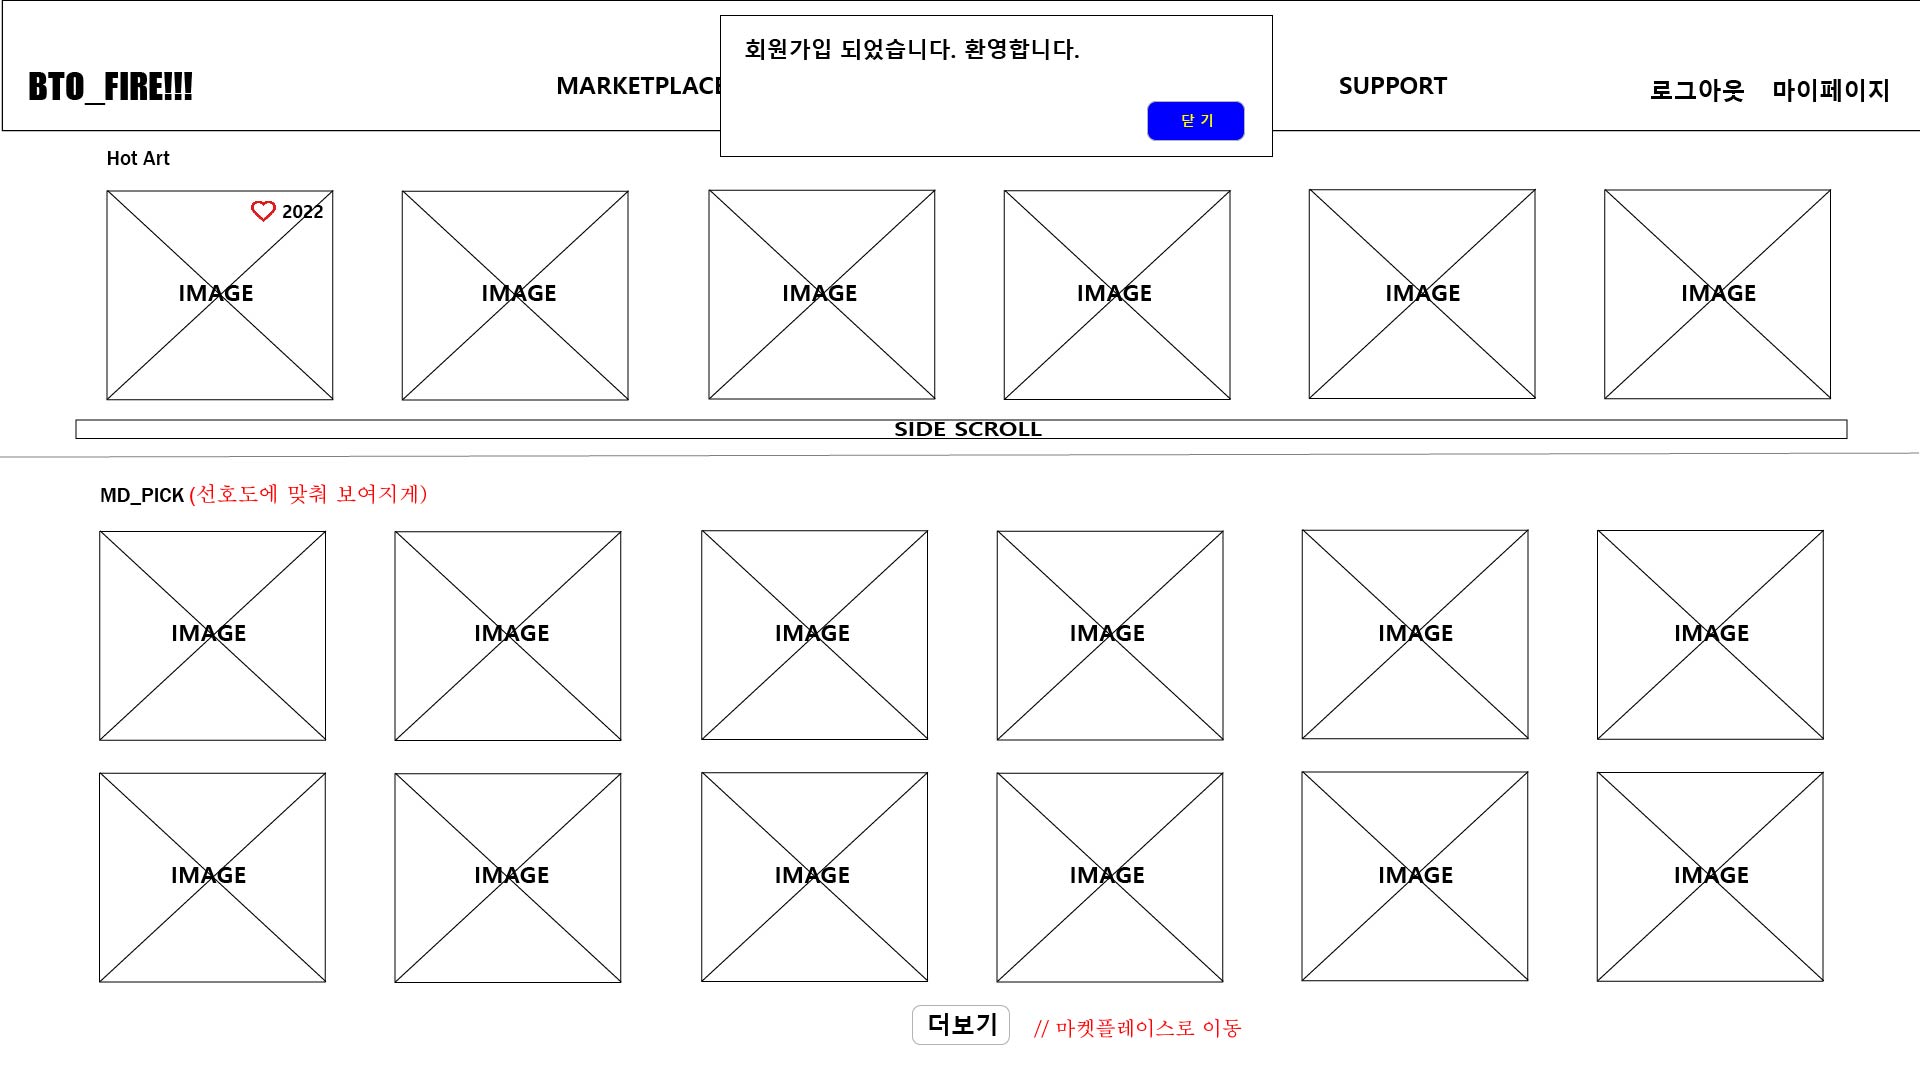 회원가입 되었습니다. 환영합니다.
닫 기
BTO_FIRE!!!
MARKETPLACE
SUPPORT
로그아웃 마이페이지
Hot Art
2022
IMAGE IMAGE IMAGE IMAGE IMAGE IMAGE
SIDE SCROLL
MD_PICK (선호도에 맞춰 보여지게)
IMAGE IMAGE IMAGE IMAGE IMAGE IMAGE
IMAGE IMAGE IMAGE IMAGE IMAGE IMAGE
더보기 // 마켓플레이스로 이동